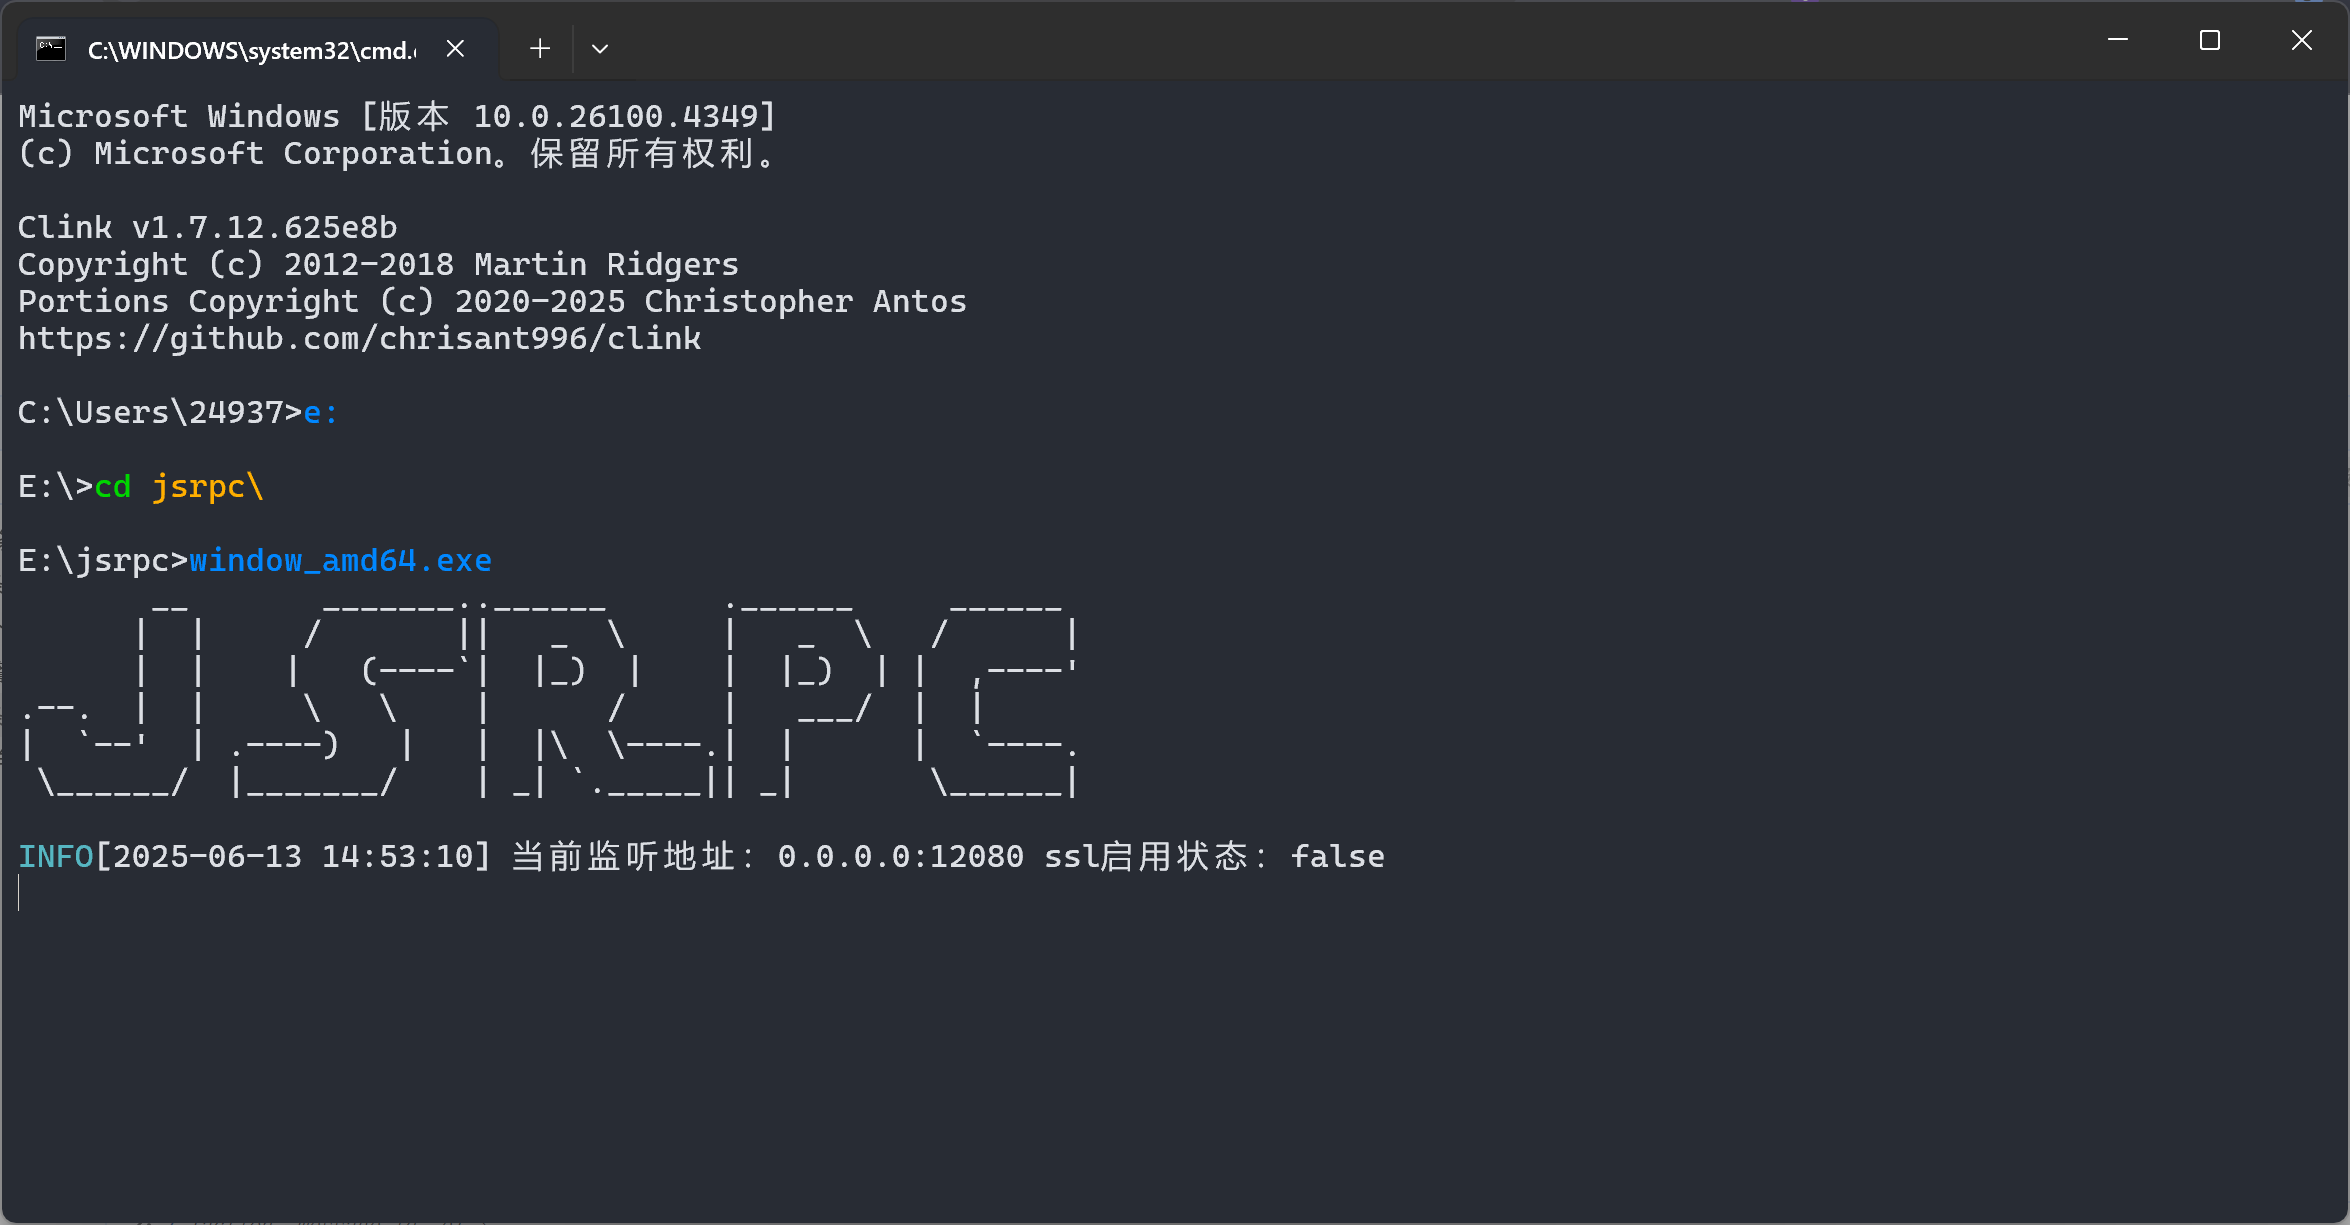 C:\WINDOWS\system32\cmd.
Microsoft Windows [版本 10.0.26100.4349]
(c) Microsoft Corporation。保留所有权利。
Clink v1.7.12.625e8b
Copyright (c) 2012-2018 Martin Ridgers
Portions Copyright (c) 2020-2025 Christopher Antos
https://github.com/chrisant996/clink
C:\Users\24937>e:
E:\>cd jsrpc\
E:\jsrpc>window_amd64.exe
JSRPC
INFO[2025-06-13 14:53:10] 当前监听地址：0.0.0.0:12080 ssl启用状态：false